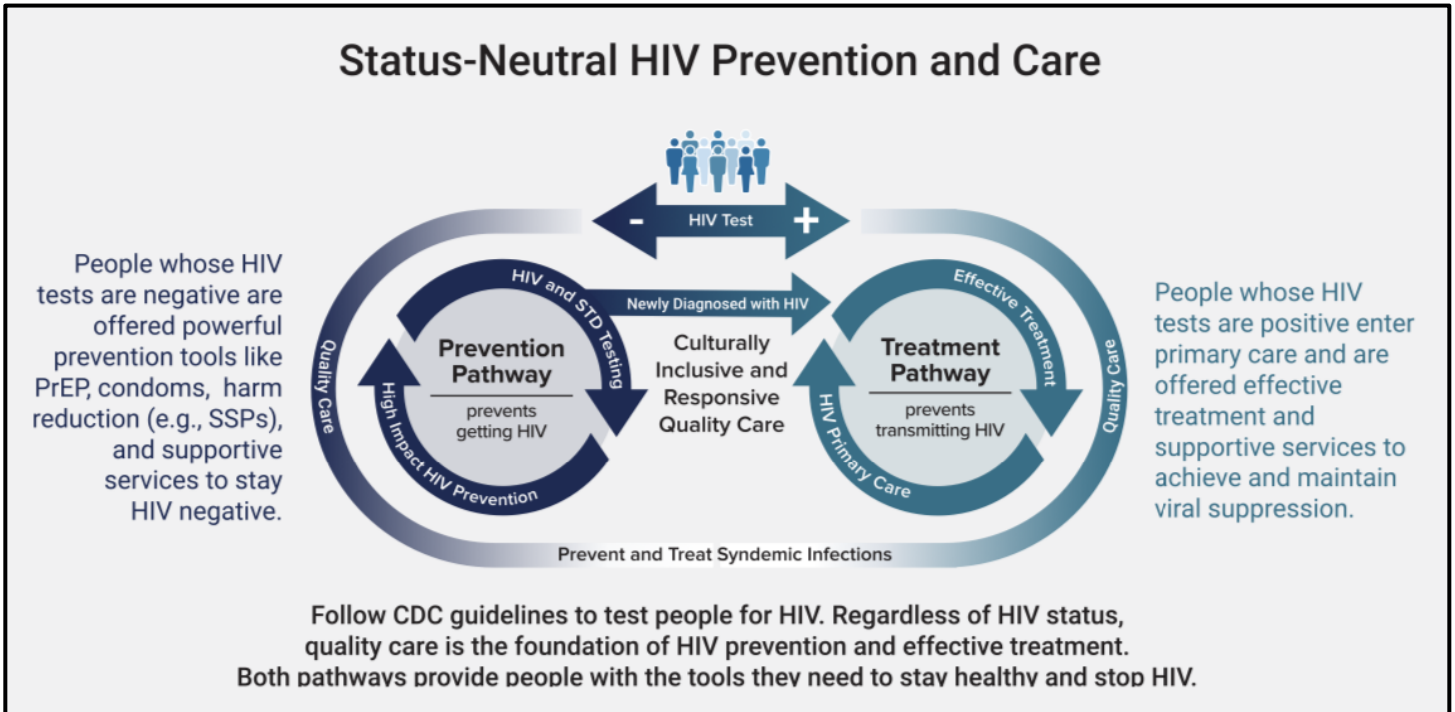 Status-Neutral HIV Prevention and Care
- HIV Test +
People whose HIV
tests are negative are
offered powerful
prevention tools like
PrEP, condoms, harm
reduction (e.g., SSPs),
and supportive
services to stay
HIV negative.
Quality Care
HIV and STD Testing
High Impact HIV Prevention
Prevention
Pathway
prevents
getting HIV
Newly Diagnosed with HIV
Culturally
Inclusive and
Responsive
Quality Care
Effective Treatment
HIV Primary Care
Treatment
Pathway
prevents
transmitting HIV
Quality Care
People whose HIV
tests are positive enter
primary care and are
offered effective
treatment and
supportive services to
achieve and maintain
viral suppression.
Prevent and Treat Syndemic Infections
Follow CDC guidelines to test people for HIV. Regardless of HIV status,
quality care is the foundation of HIV prevention and effective treatment.
Both pathways provide people with the tools they need to stay healthy and stop HIV.